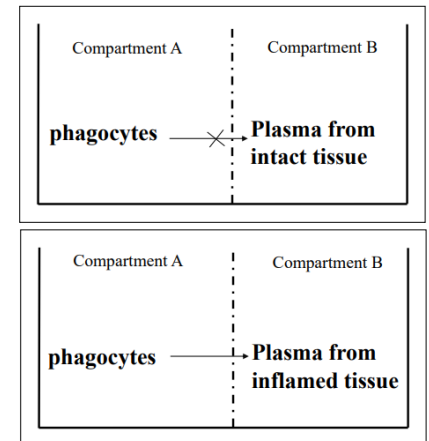 Compartment A
Compartment B
phagocytes
Plasma from
intact tissue
Compartment A
Compartment B
phagocytes
Plasma from
inflamed tissue